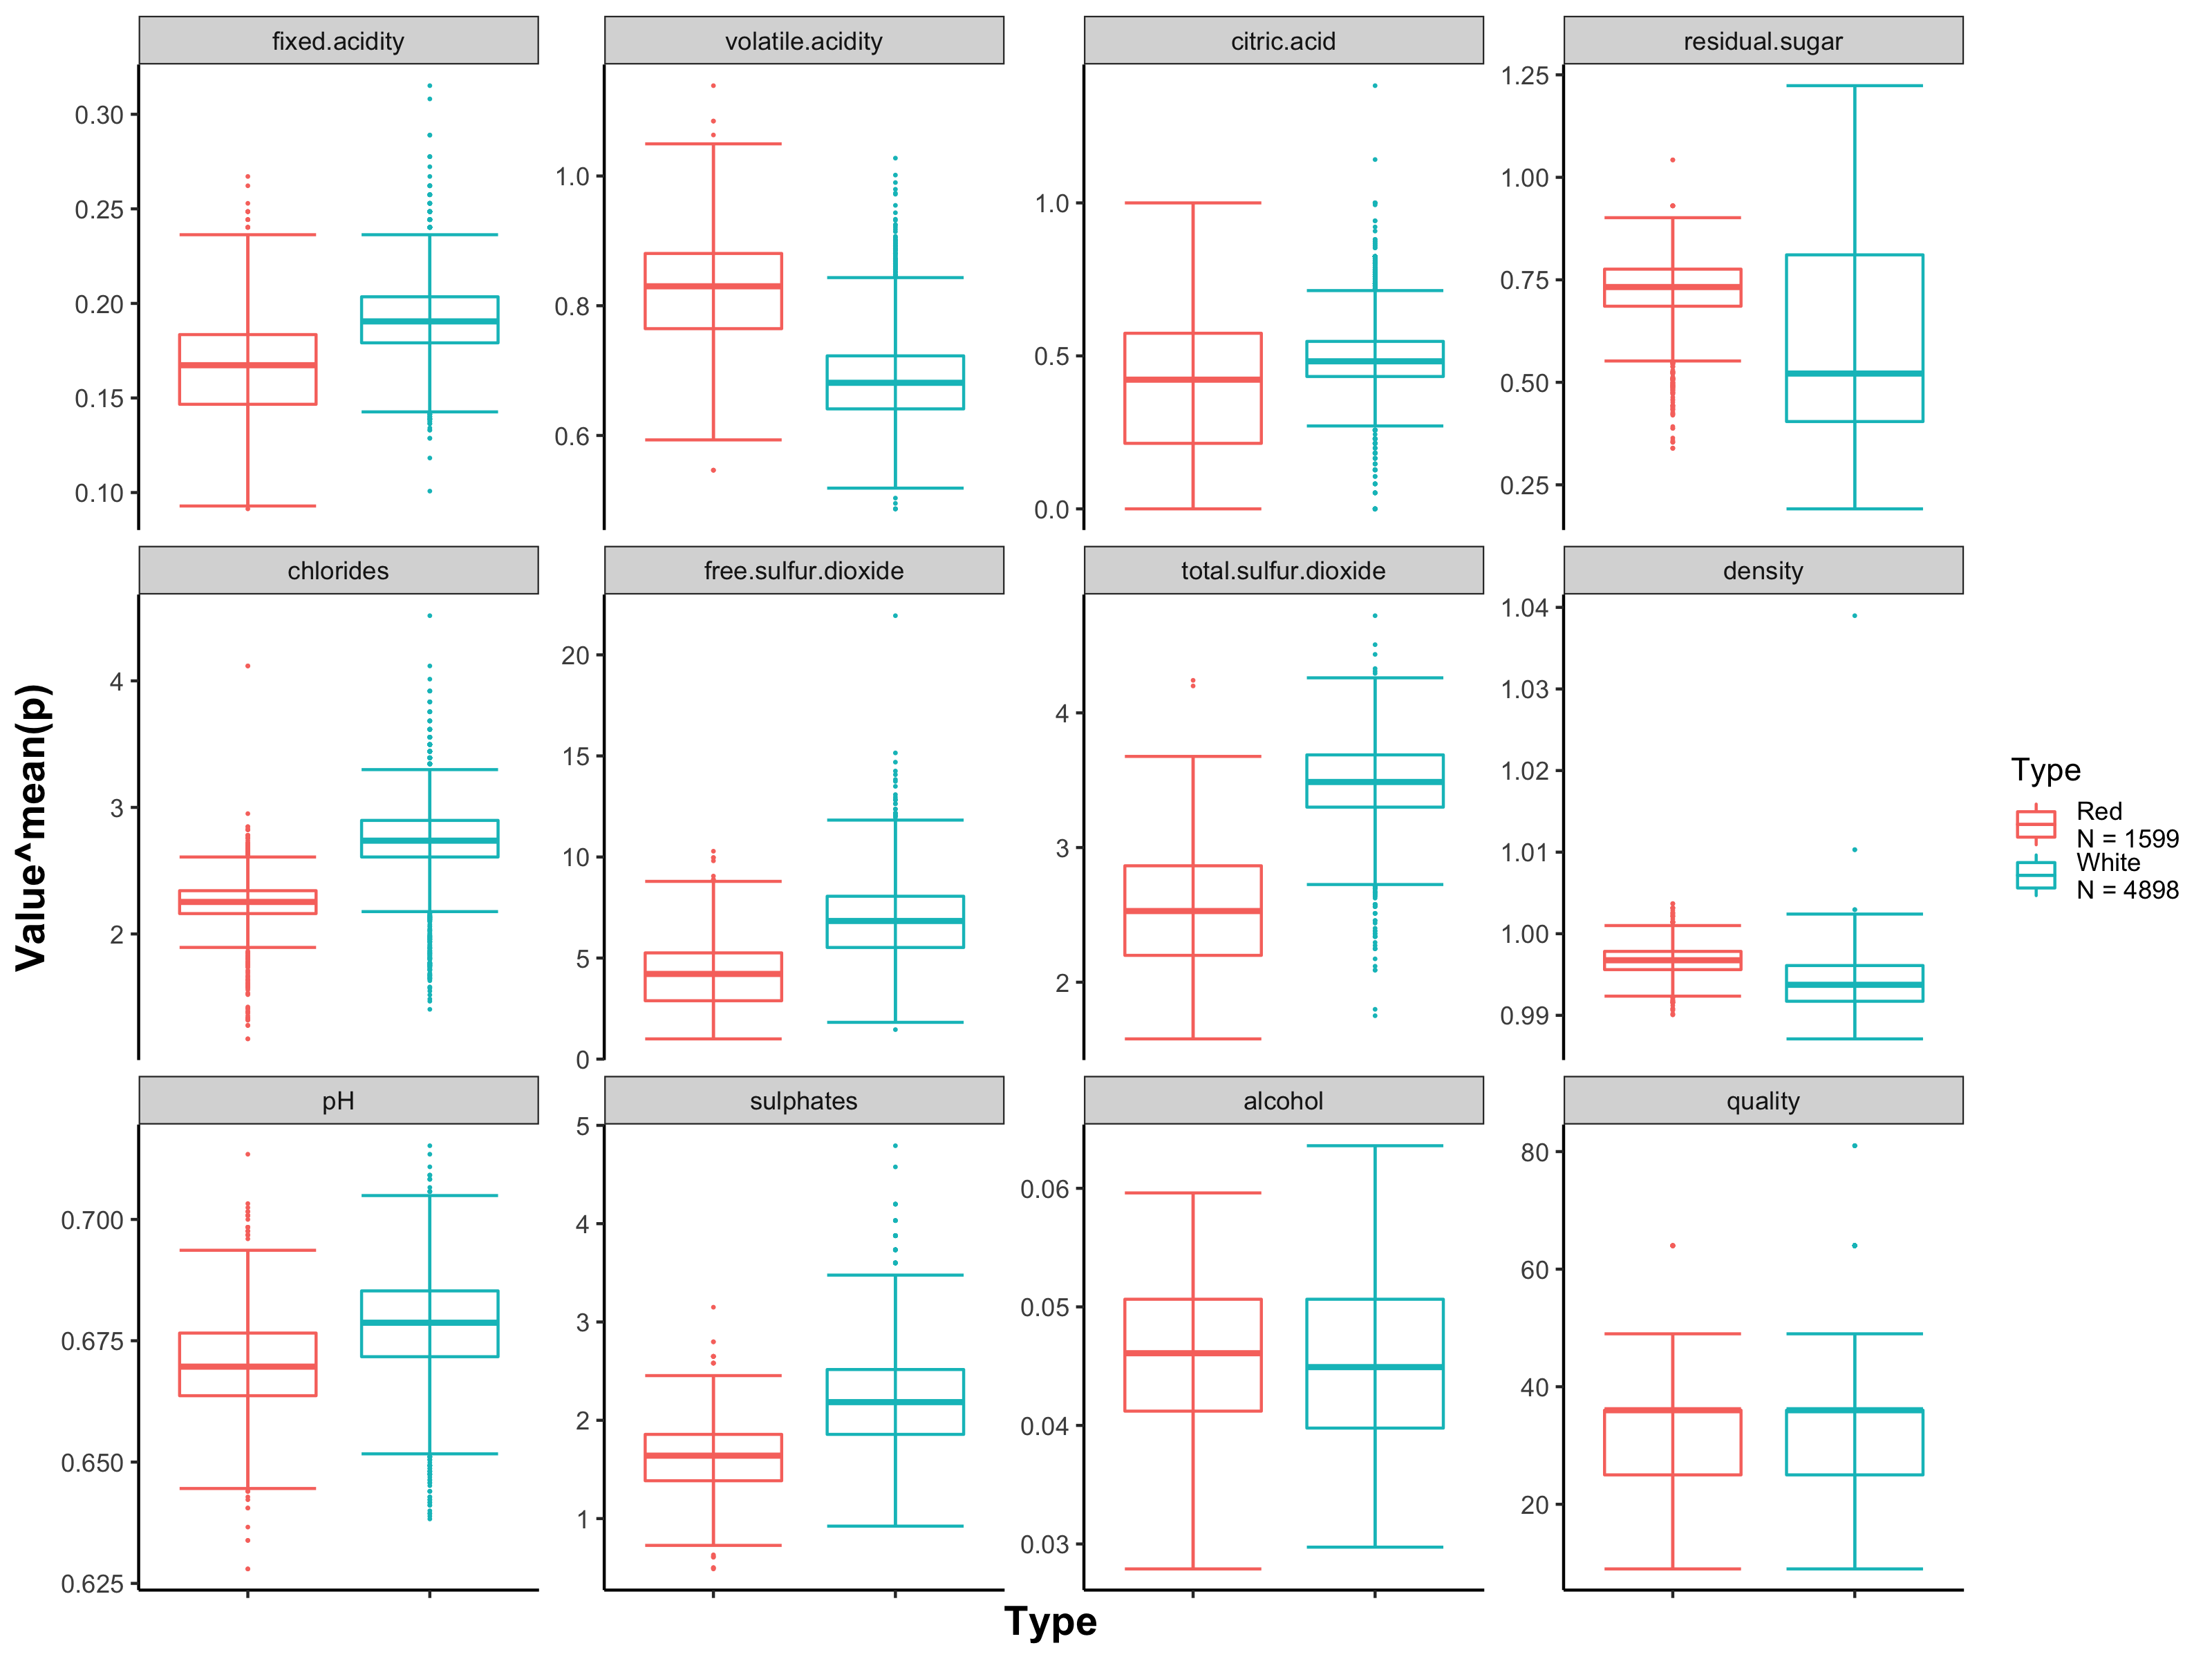 fixed.acidity
volatile.acidity
citric.acid
residual.sugar
0.30
0.25
0.20
0.15
0.10
1.0
0.8
0.6
1.0
0.5
0.0
1.25
1.00
0.75
0.50
0.25
chlorides
free.sulfur.dioxide
total.sulfur.dioxide
density
4
3
2
20
15
10
5
0
4
3
2
1.04
1.03
1.02
1.01
1.00
0.99
pH
sulphates
alcohol
quality
0.700
0.675
0.650
0.625
5
4
3
2
1
0.06
0.05
0.04
0.03
80
60
40
20
Value^mean(p)
Type
Type
Red
N = 1599
White
N = 4898